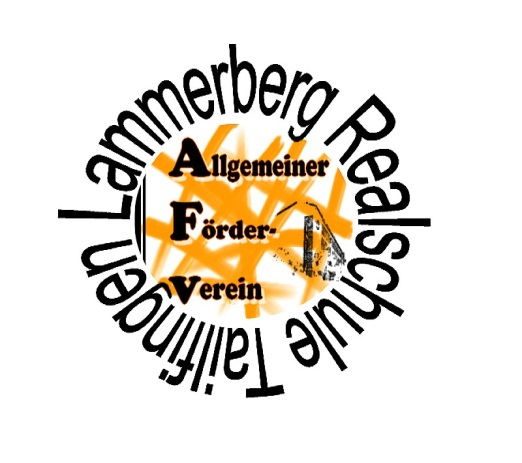 Lammerberg Realschule Tailfingen
Allgemeiner
Förder-
Verein